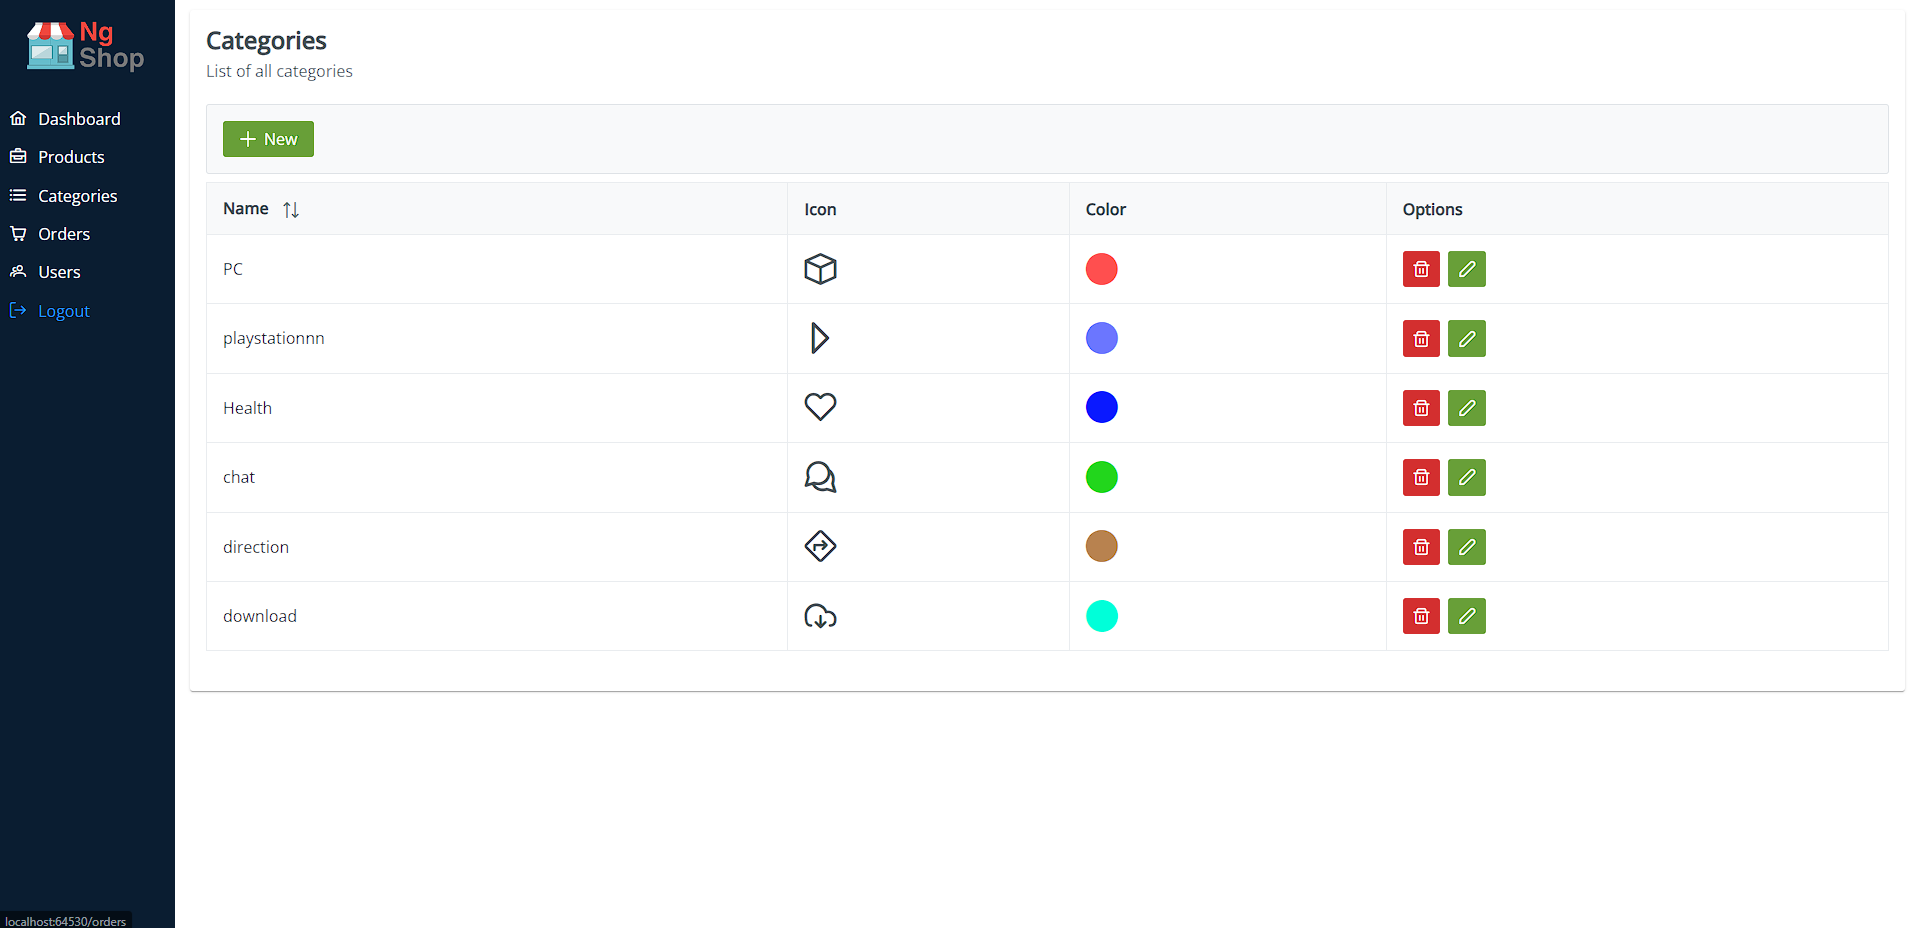 Ng
Shop
Dashboard
Products
Categories
Orders
Users
Logout
Categories
List of all categories
New
Name Icon Color Options
PC
playstationnn
Health
chat
direction
download
localhost:64530/orders